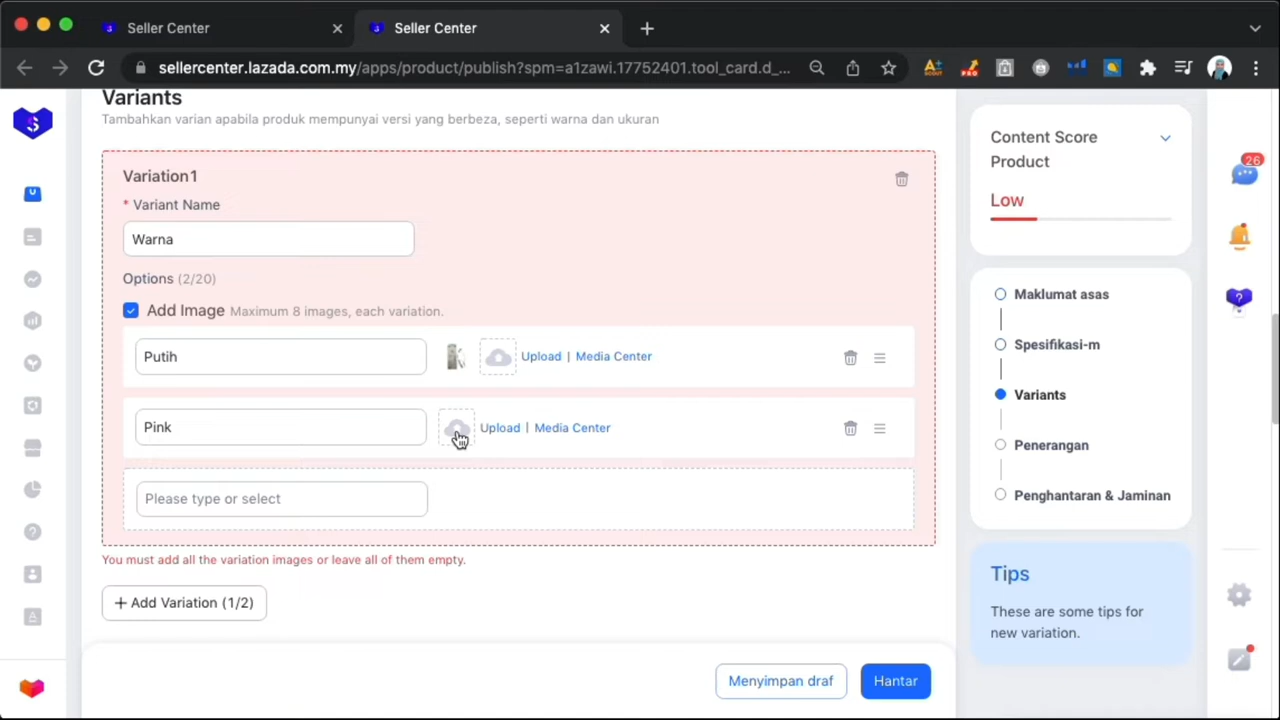 Seller Center
Seller Center
sellercenter.lazada.com.my/apps/product/publish?spm=a1zawi.17752401.tool_card.d_...
Variants
Tambahkan varian apabila produk mempunyai versi yang berbeza, seperti warna dan ukuran
Variation1
* Variant Name
Warna
Options (2/20)
Add Image Maximum 8 images, each variation.
Putih
Upload | Media Center
Pink
Upload | Media Center
Please type or select
You must add all the variation images or leave all of them empty.
+ Add Variation (1/2)
Menyimpan draf
Hantar
Content Score
Product
Low
Maklumat asas
Spesifikasi-m
Variants
Penerangan
Penghantaran & Jaminan
Tips
These are some tips for
new variation.
26